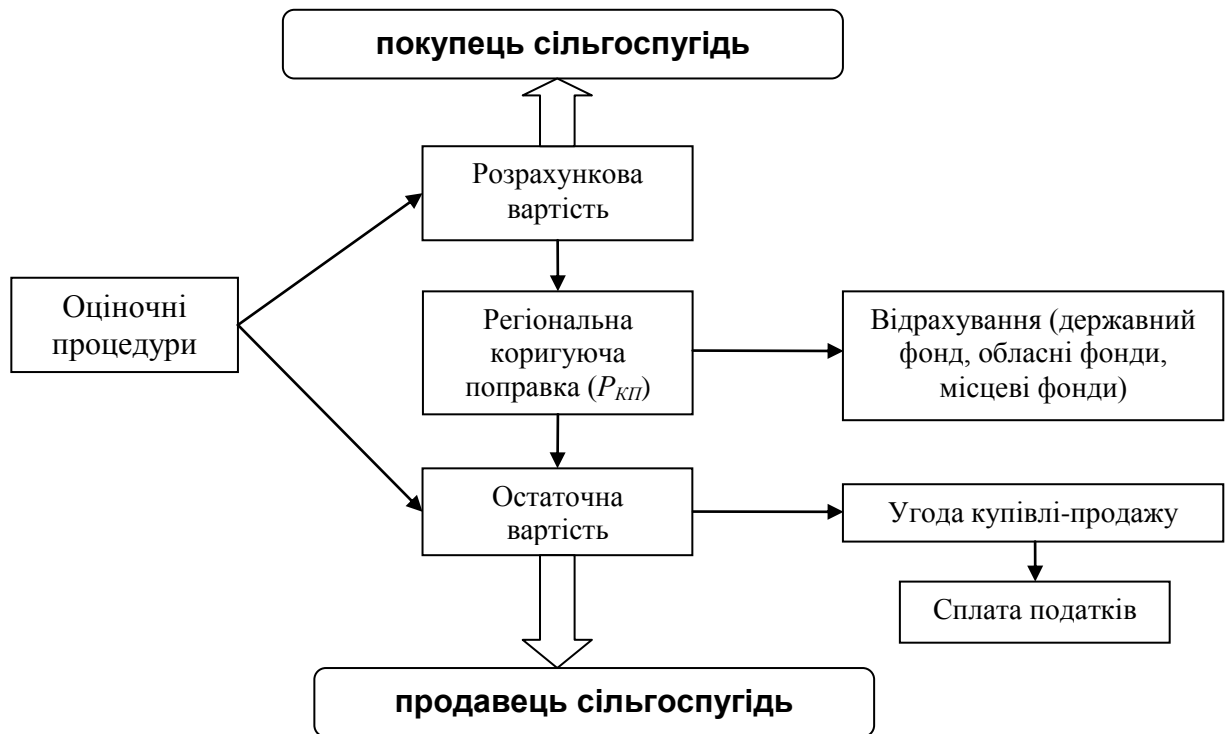 покупець сільгоспугідь
Розрахункова
вартість
Оціночні
процедури
Регіональна
коригуюча
поправка (РКП)
Відрахування (державний
фонд, обласні фонди,
місцеві фонди)
Остаточна
вартість
Угода купівлі-продажу
Сплата податків
продавець сільгоспугідь